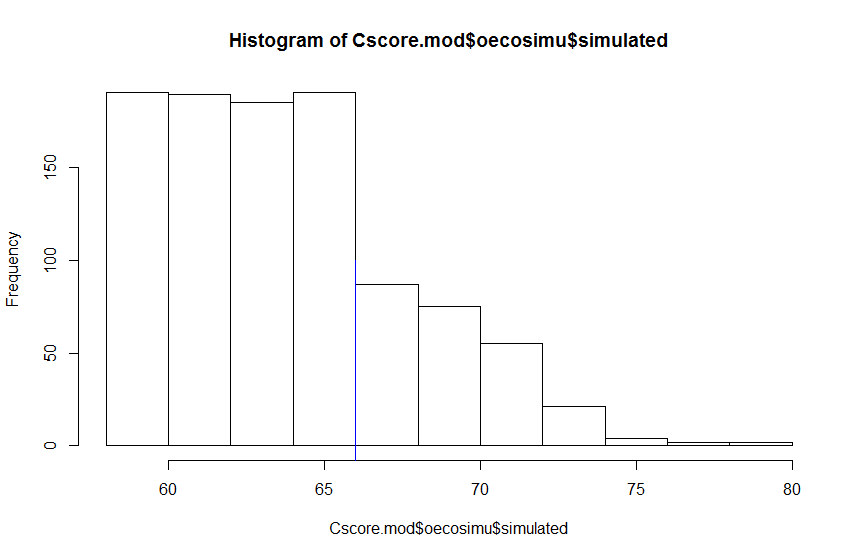 Histogram of Cscore.mod$oecosimu$simulated
150
100
50
0
Frequency
60 65 70 75 80
Cscore.mod$oecosimu$simulated